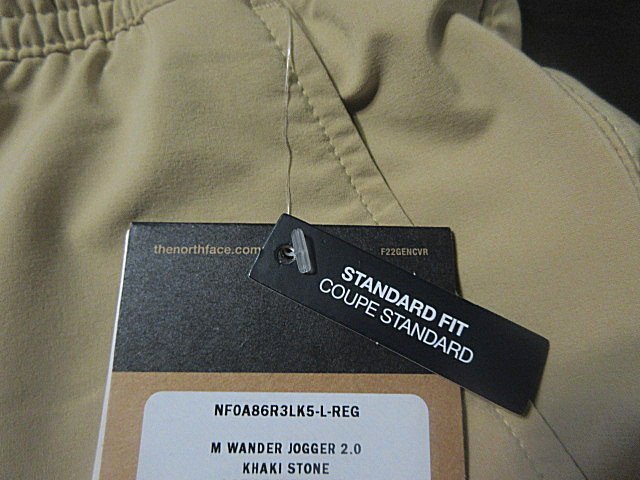 thenorthface.com
F22GENCVR
STANDARD FIT
COUPE STANDARD
NF0A86R3LK5-L-REG
M WANDER JOGGER 2.0
KHAKI STONE